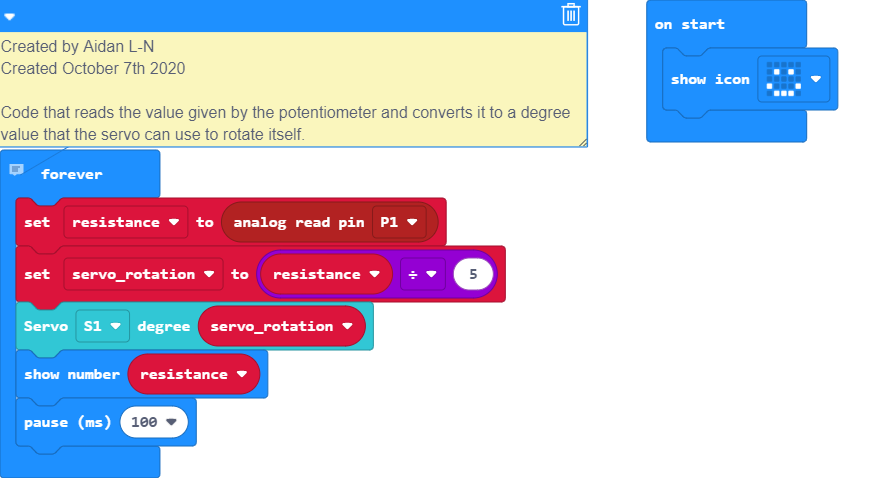 Created by Aidan L-N
Created October 7th 2020
Code that reads the value given by the potentiometer and converts it to a degree
value that the servo can use to rotate itself.
on start
show icon
forever
set resistance to analog read pin P1
set servo_rotation to resistance ÷ 5
Servo S1 degree servo_rotation
show number resistance
pause (ms) 100